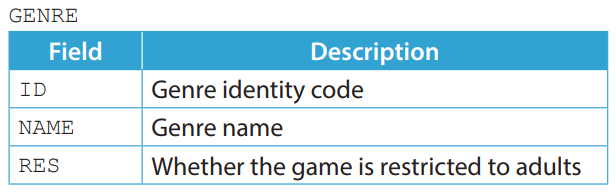 GENRE
Field Description
ID Genre identity code
NAME Genre name
RES Whether the game is restricted to adults